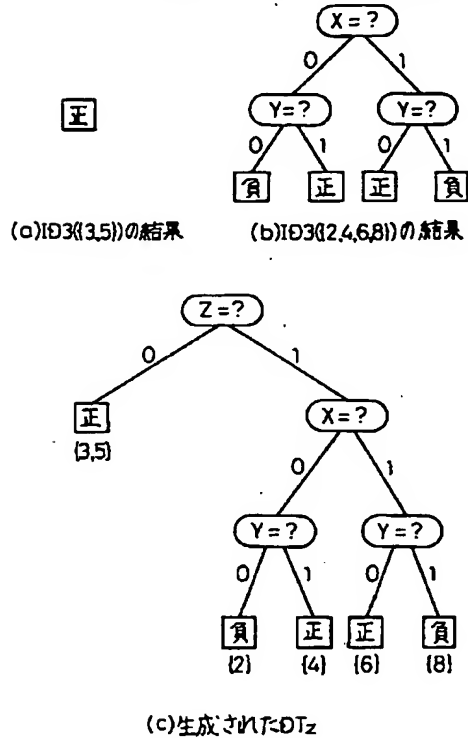 X=?
0 1
正 Y=? Y=?
0 1 0 1
負 正 正 負
(a)ID3({3,5})の結果 (b)ID3({2,4,6,8})の結果
Z=?
0 1
正 X=?
{3,5}
0 1
Y=? Y=?
0 1 0 1
負 正 正 負
{2} {4} {6} {8}
(c)生成されたDTz